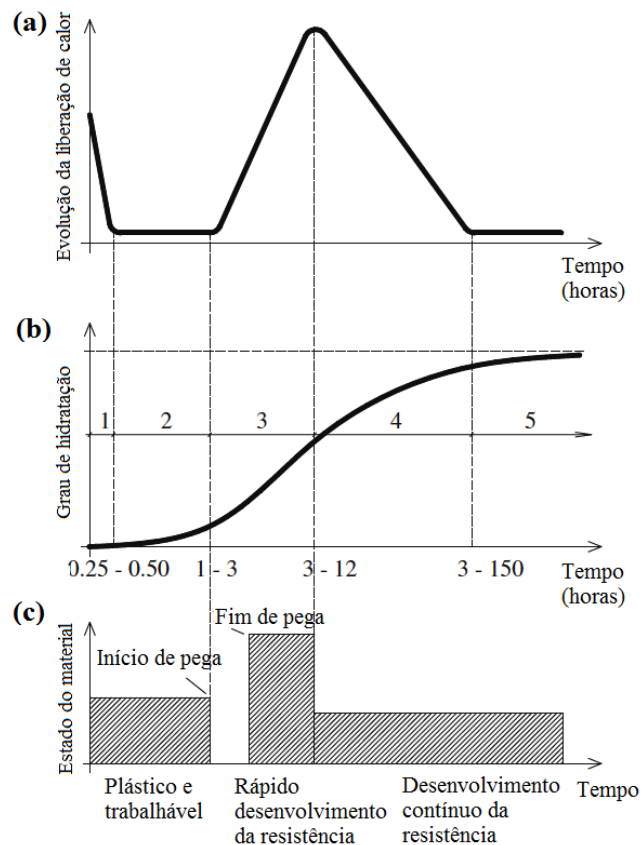 (a)
Evolução da liberação de calor
Tempo
(horas)
(b)
Grau de hidratação
1 2 3 4 5
0.25 - 0.50 1 - 3 3 - 12 3 - 150 Tempo
(horas)
(c)
Estado do material
Fim de pega
Início de pega
Plástico e
trabalhável
Rápido
desenvolvimento
da resistência
Desenvolvimento
contínuo da
resistência
Tempo